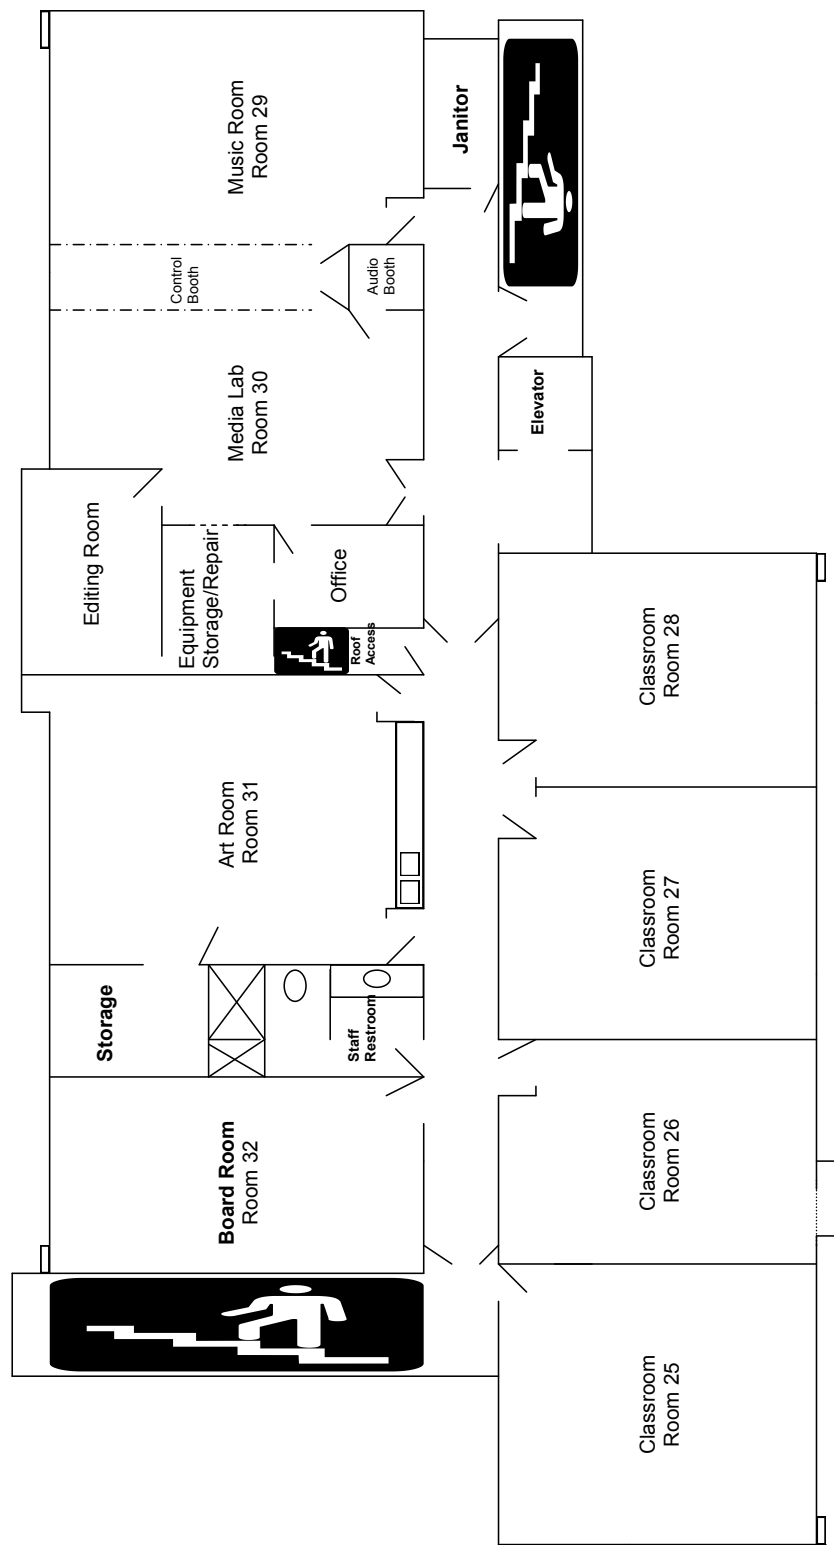 Music Room
Room 29
Janitor
Control
Booth
Audio
Booth
Media Lab
Room 30
Elevator
Editing Room
Equipment
Storage/Repair
Office
Roof
Access
Classroom
Room 28
Art Room
Room 31
Classroom
Room 27
Storage
Staff
Restroom
Board Room
Room 32
Classroom
Room 26
Classroom
Room 25